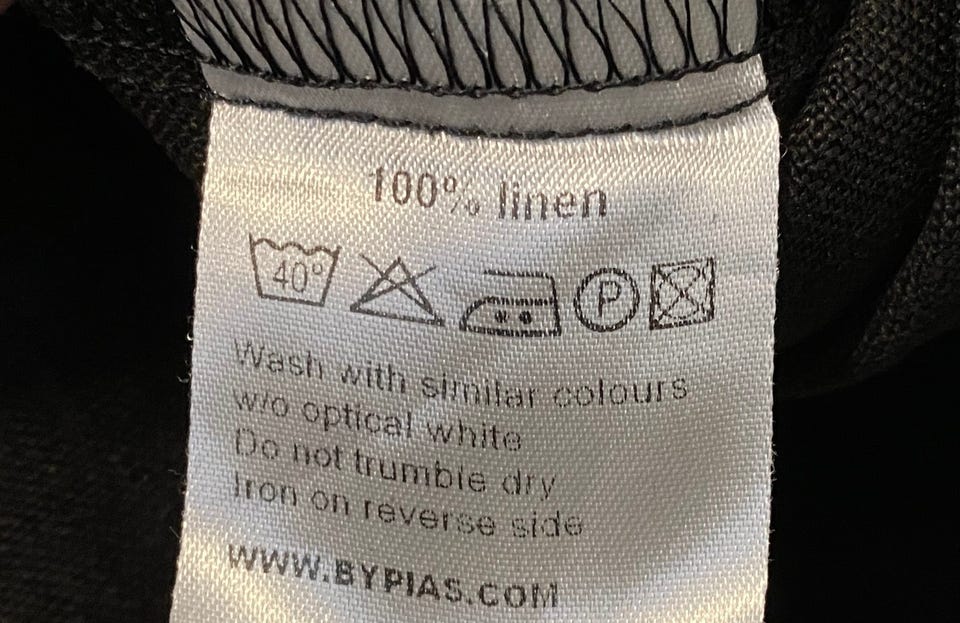 100% linen
40° P
Wash with similar colours
w/o optical white
Do not trumble dry
Iron on reverse side
WWW.BYPIAS.COM